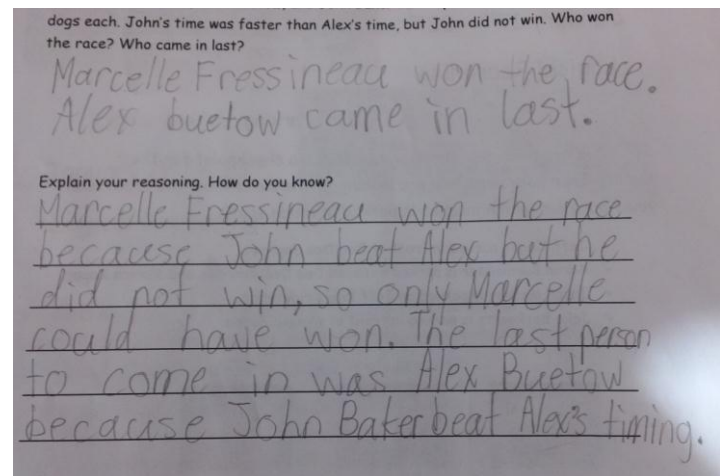 dogs each. John's time was faster than Alex's time, but John did not win. Who won
the race? Who came in last?
Marcelle Fressineau won the race.
Alex buetow came in last.
Explain your reasoning. How do you know?
Marcelle Fressineau won the race
because John beat Alex but he
did not win, so only Marcelle
could have won. The last person
to come in was Alex Buetow
because John Baker beat Alex's timing.